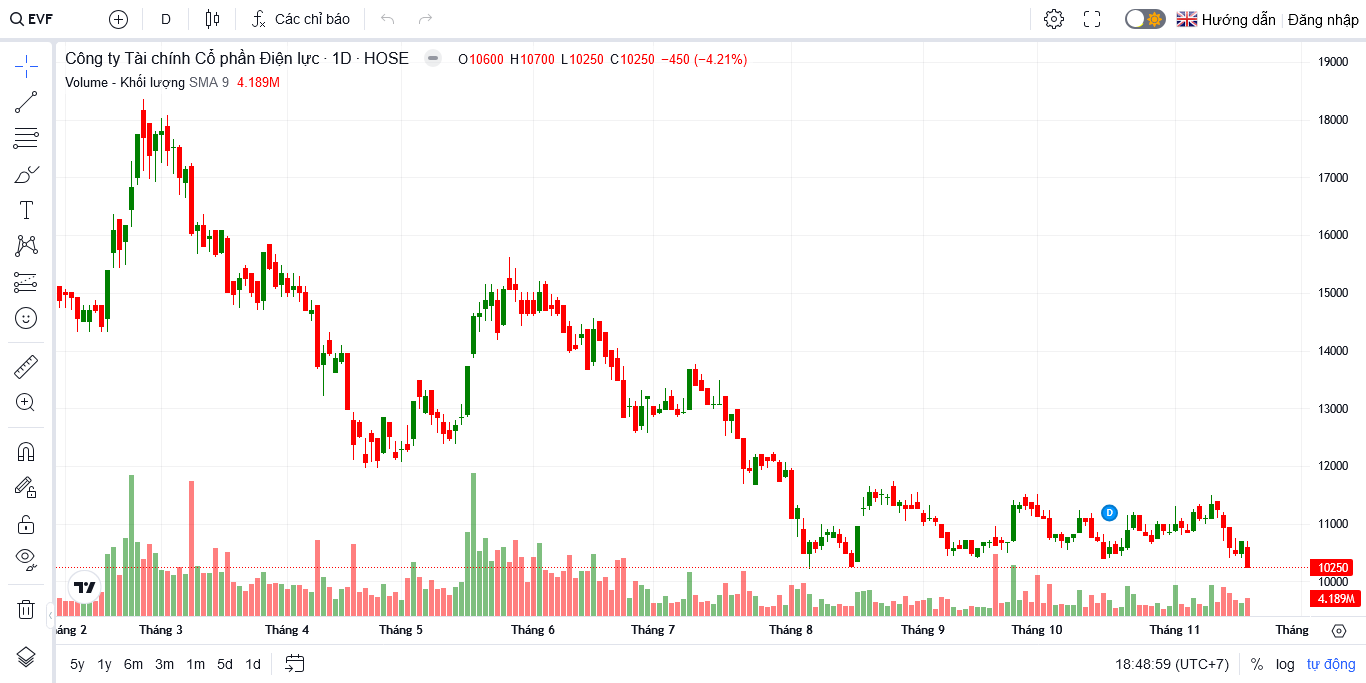 EVF D Các chỉ báo Hướng dẫn Đăng nhập
Công ty Tài chính Cổ phần Điện lực · 1D · HOSE O10600 H10700 L10250 C10250 −450 (−4.21%)
Volume - Khối lượng SMA 9 4.189M
19000
18000
17000
16000
15000
14000
13000
12000
D
11000
10250
10000
4.189M
áng 2 Tháng 3 Tháng 4 Tháng 5 Tháng 6 Tháng 7 Tháng 8 Tháng 9 Tháng 10 Tháng 11 Tháng
5y 1y 6m 3m 1m 5d 1d 18:48:59 (UTC+7) % log tự động